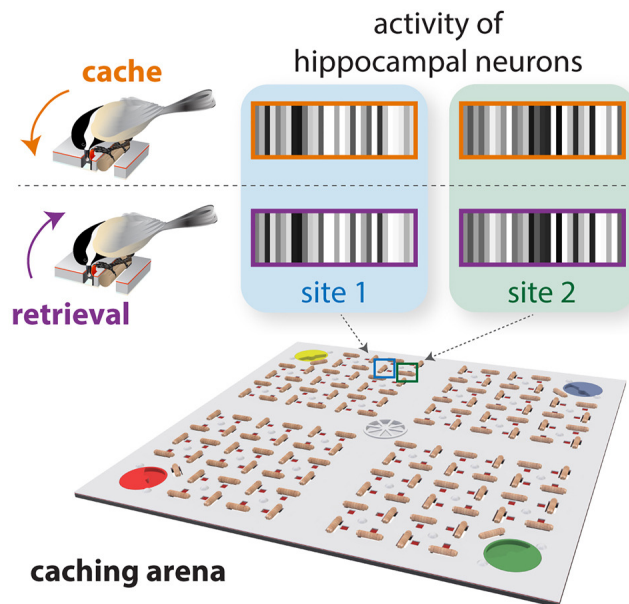 activity of
hippocampal neurons
cache
retrieval
site 1
site 2
caching arena